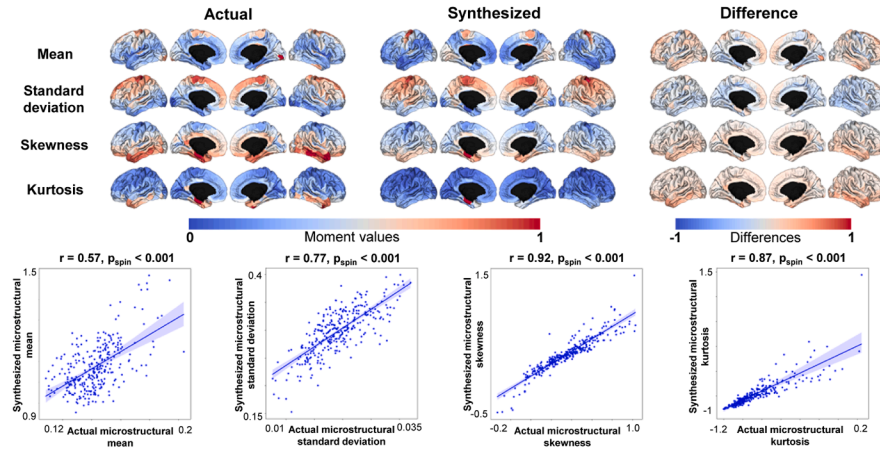 Actual Synthesized Difference
Mean
Standard
deviation
Skewness
Kurtosis
0 Moment values 1
-1 Differences 1
r = 0.57, pspin < 0.001
r = 0.77, pspin < 0.001
r = 0.92, pspin < 0.001
r = 0.87, pspin < 0.001
1.5
Synthesized microstructural
mean
0.9
0.12 Actual microstructural 0.2
mean
0.4
Synthesized microstructural
standard deviation
0.15
0.01 Actual microstructural 0.035
standard deviation
1.5
Synthesized microstructural
skewness
-0.5
-0.2 Actual microstructural 1.0
skewness
1.5
Synthesized microstructural
kurtosis
-1
-1.2 Actual microstructural 0.2
kurtosis